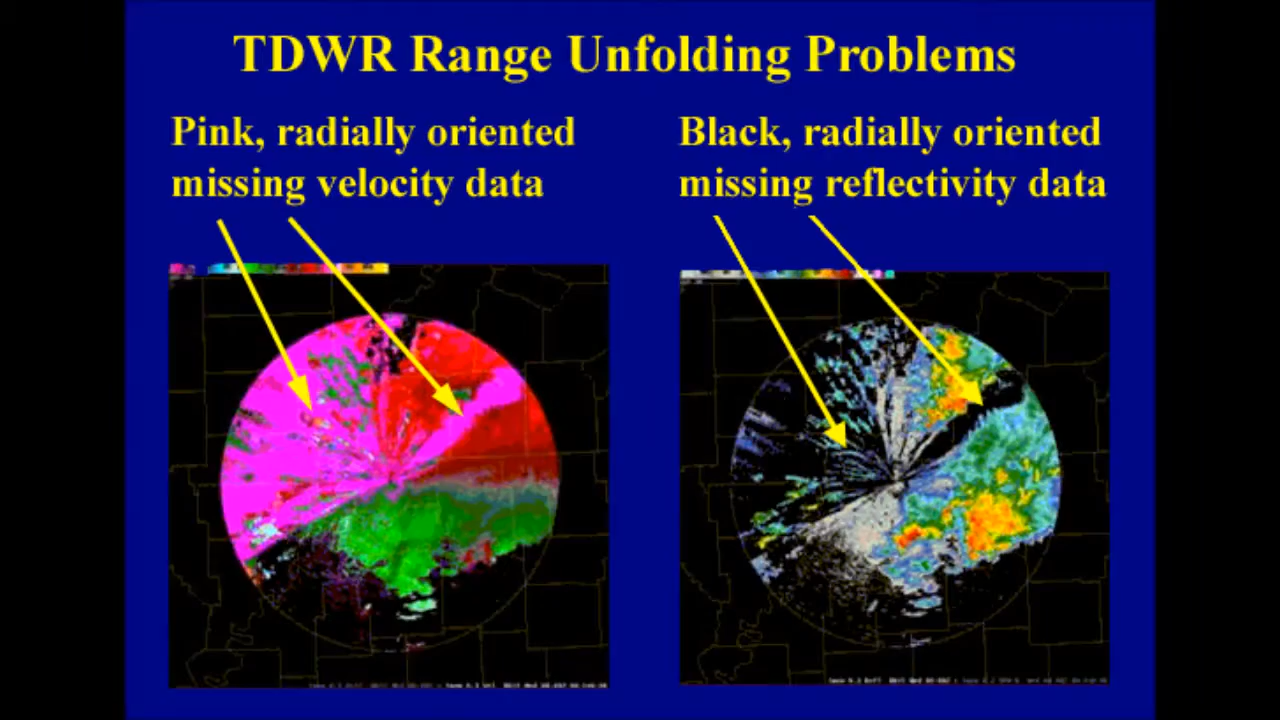 TDWR Range Unfolding Problems
Pink, radially oriented
missing velocity data
Black, radially oriented
missing reflectivity data